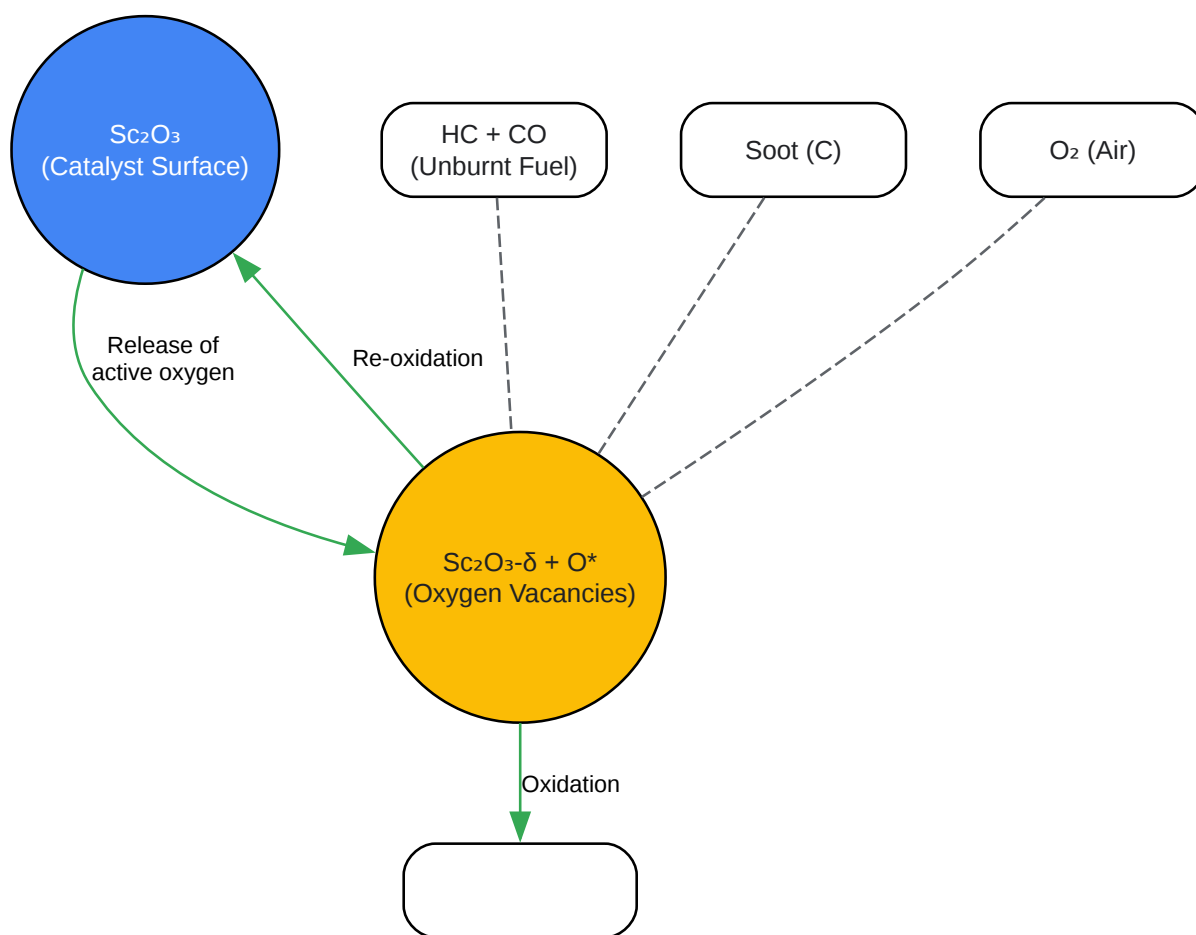 Sc₂O₃
(Catalyst Surface)
HC + CO
(Unburnt Fuel)
Soot (C)
O₂ (Air)
Release of
active oxygen
Re-oxidation
Sc₂O₃-δ + O*
(Oxygen Vacancies)
Oxidation